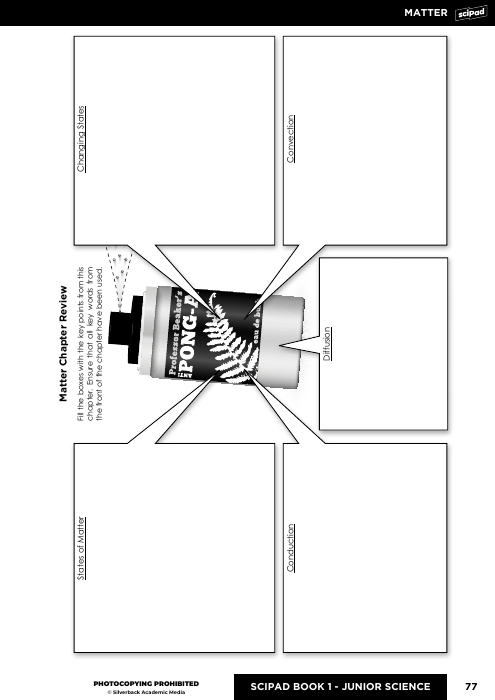 MATTER
scipad
Matter Chapter Review
Fill the boxes with the key points from this
chapter. Ensure that all key words from
the front of the chapter have been used.
States of Matter
Changing States
Conduction
Diffusion
Convection
Professor Beaker's
PONG-A
eau de
PHOTOCOPYING PROHIBITED
© Silverback Academic Media
SCIPAD BOOK 1 - JUNIOR SCIENCE
77